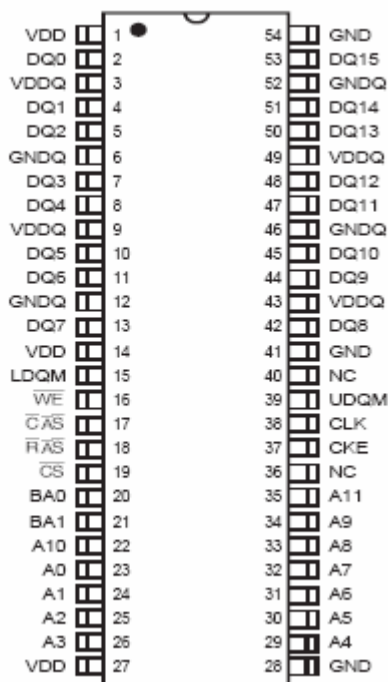 VDD 1 54 GND
DQ0 2 53 DQ15
VDDQ 3 52 GNDQ
DQ1 4 51 DQ14
DQ2 5 50 DQ13
GNDQ 6 49 VDDQ
DQ3 7 48 DQ12
DQ4 8 47 DQ11
VDDQ 9 46 GNDQ
DQ5 10 45 DQ10
DQ6 11 44 DQ9
GNDQ 12 43 VDDQ
DQ7 13 42 DQ8
VDD 14 41 GND
LDQM 15 40 NC
W̅E̅ 16 39 UDQM
C̅A̅S̅ 17 38 CLK
R̅A̅S̅ 18 37 CKE
C̅S̅ 19 36 NC
BA0 20 35 A11
BA1 21 34 A9
A10 22 33 A8
A0 23 32 A7
A1 24 31 A6
A2 25 30 A5
A3 26 29 A4
VDD 27 28 GND